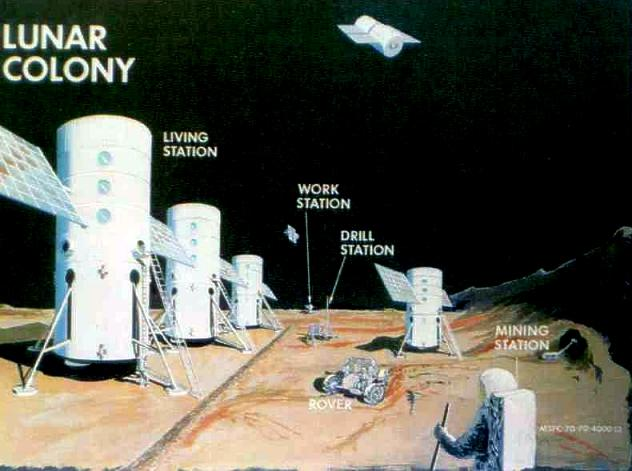 LUNAR
COLONY
LIVING
STATION
WORK
STATION
DRILL
STATION
MINING
STATION
ROVER